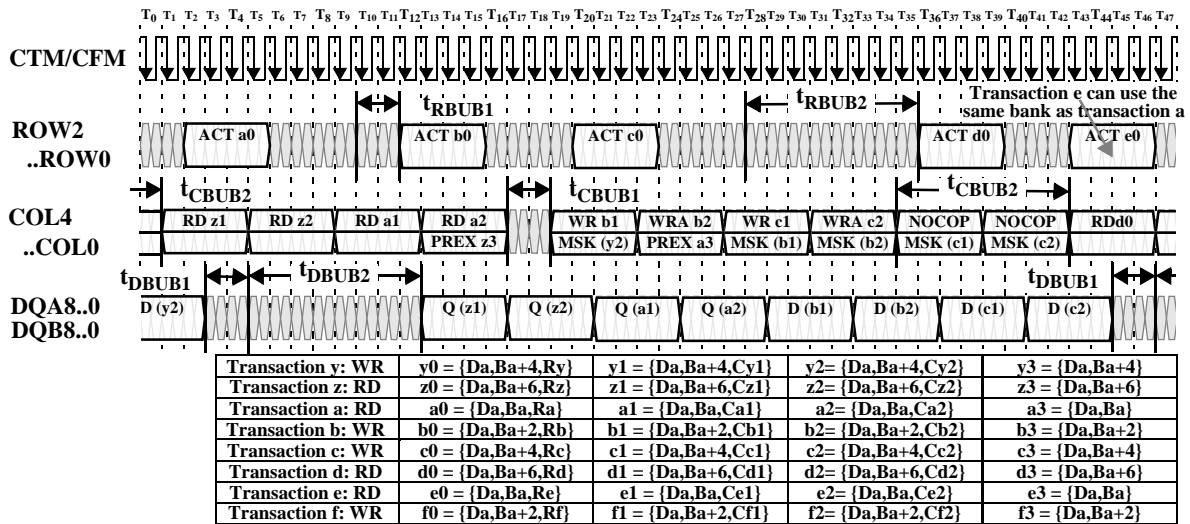 T0 T1 T2 T3 T4 T5 T6 T7 T8 T9 T10 T11 T12 T13 T14 T15 T16 T17 T18 T19 T20 T21 T22 T23 T24 T25 T26 T27 T28 T29 T30 T31 T32 T33 T34 T35 T36 T37 T38 T39 T40 T41 T42 T43 T44 T45 T46 T47
CTM/CFM
tRBUB1 tRBUB2 Transaction e can use the
same bank as transaction a
ROW2 ACT a0 ACT b0 ACT c0 ACT d0 ACT e0
..ROW0
tCBUB2 tCBUB1 tCBUB2
COL4 RD z1 RD z2 RD a1 RD a2 WR b1 WRA b2 WR c1 WRA c2 NOCOP NOCOP RDd0
..COL0 PREX z3 MSK (y2) PREX a3 MSK (b1) MSK (b2) MSK (c1) MSK (c2)
tDBUB1 tDBUB2 tDBUB1
DQA8..0 D (y2) Q (z1) Q (z2) Q (a1) Q (a2) D (b1) D (b2) D (c1) D (c2)
DQB8..0
Transaction y: WR y0 = {Da,Ba+4,Ry} y1 = {Da,Ba+4,Cy1} y2= {Da,Ba+4,Cy2} y3 = {Da,Ba+4}
Transaction z: RD z0 = {Da,Ba+6,Rz} z1 = {Da,Ba+6,Cz1} z2= {Da,Ba+6,Cz2} z3 = {Da,Ba+6}
Transaction a: RD a0 = {Da,Ba,Ra} a1 = {Da,Ba,Ca1} a2= {Da,Ba,Ca2} a3 = {Da,Ba}
Transaction b: WR b0 = {Da,Ba+2,Rb} b1 = {Da,Ba+2,Cb1} b2= {Da,Ba+2,Cb2} b3 = {Da,Ba+2}
Transaction c: WR c0 = {Da,Ba+4,Rc} c1 = {Da,Ba+4,Cc1} c2= {Da,Ba+4,Cc2} c3 = {Da,Ba+4}
Transaction d: RD d0 = {Da,Ba+6,Rd} d1 = {Da,Ba+6,Cd1} d2= {Da,Ba+6,Cd2} d3 = {Da,Ba+6}
Transaction e: RD e0 = {Da,Ba,Re} e1 = {Da,Ba,Ce1} e2= {Da,Ba,Ce2} e3 = {Da,Ba}
Transaction f: WR f0 = {Da,Ba+2,Rf} f1 = {Da,Ba+2,Cf1} f2= {Da,Ba+2,Cf2} f3 = {Da,Ba+2}